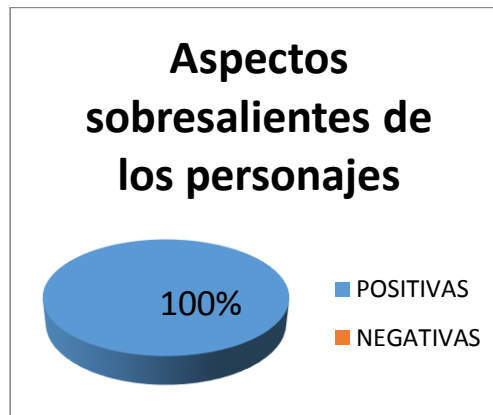 Aspectos
sobresalientes de
los personajes
100%
POSITIVAS
NEGATIVAS